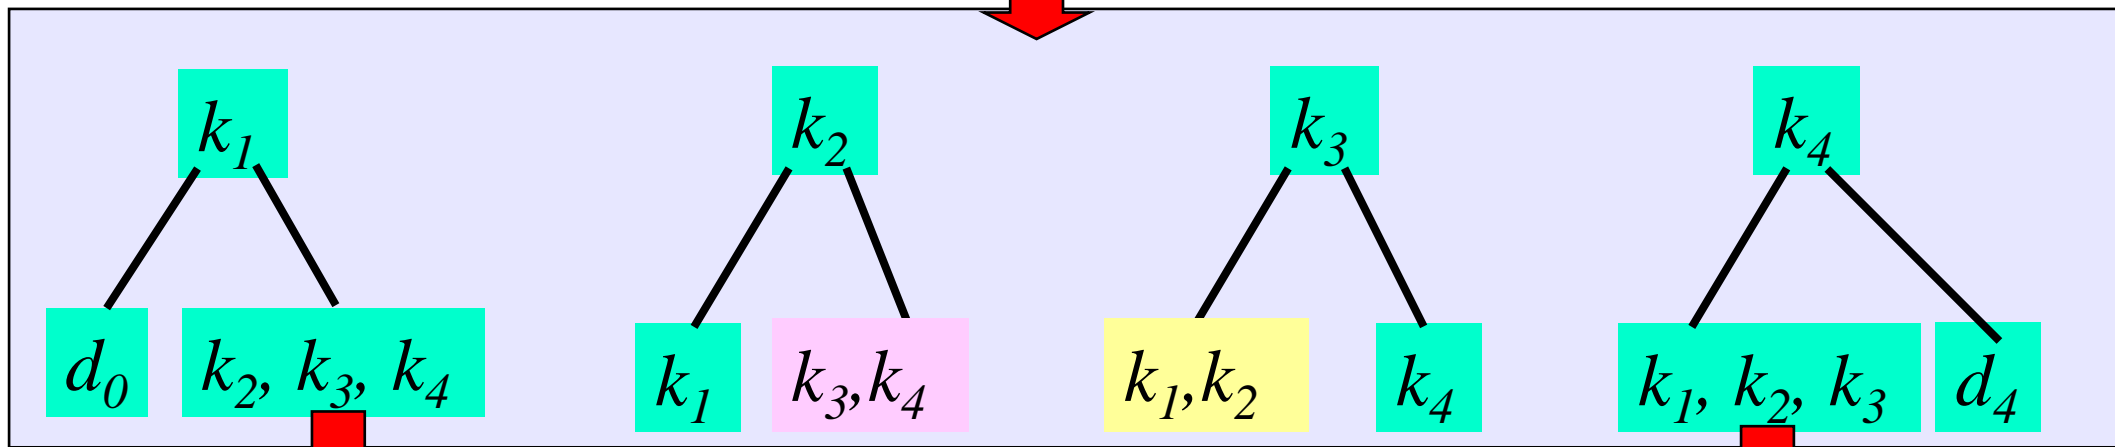 k₁ k₂ k₃ k₄
d₀ k₂, k₃, k₄ k₁ k₃,k₄ k₁,k₂ k₄ k₁, k₂, k₃ d₄